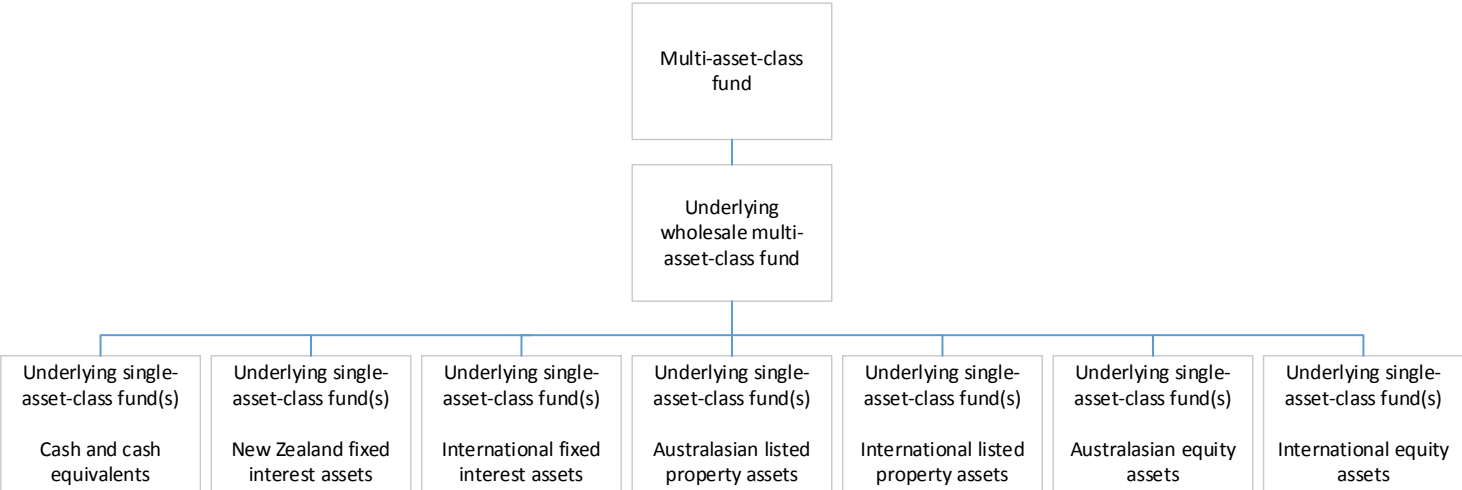 Multi-asset-class
fund
Underlying
wholesale multi-
asset-class fund
Underlying single-
asset-class fund(s)
Cash and cash
equivalents
Underlying single-
asset-class fund(s)
New Zealand fixed
interest assets
Underlying single-
asset-class fund(s)
International fixed
interest assets
Underlying single-
asset-class fund(s)
Australasian listed
property assets
Underlying single-
asset-class fund(s)
International listed
property assets
Underlying single-
asset-class fund(s)
Australasian equity
assets
Underlying single-
asset-class fund(s)
International equity
assets